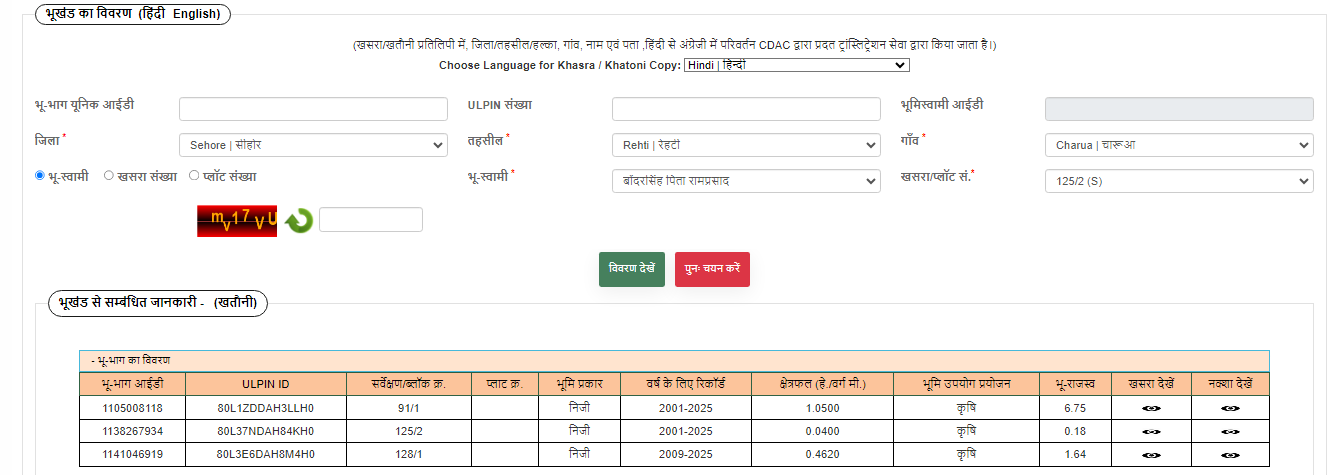 भूखंड का विवरण (हिंदी English)
(खसरा/खतौनी प्रतिलिपी में, जिला/तहसील/हल्का, गांव, नाम एवं पता ,हिंदी से अंग्रेजी में परिवर्तन CDAC द्वारा प्रदत ट्रांस्लिट्रेशन सेवा द्वारा किया जाता है।)
Choose Language for Khasra / Khatoni Copy: Hindi | हिन्दी
भू-भाग यूनिक आईडी ULPIN संख्या भूमिस्वामी आईडी
जिला * Sehore | सीहोर तहसील * Rehti | रेहटी गाँव * Charua | चारूआ
भू-स्वामी खसरा संख्या प्लॉट संख्या भू-स्वामी * बॉदरसिंह पिता रामप्रसाद खसरा/प्लॉट सं.* 125/2 (S)
mv17vU
विवरण देखें पुनः चयन करें
भूखंड से सम्बंधित जानकारी - (खतौनी)
- भू-भाग का विवरण
भू-भाग आईडी ULPIN ID सर्वेक्षण/ब्लॉक क्र. प्लाट क्र. भूमि प्रकार वर्ष के लिए रिकॉर्ड क्षेत्रफल (हे./वर्ग मी.) भूमि उपयोग प्रयोजन भू-राजस्व खसरा देखें नक्शा देखें
1105008118 80L1ZDDAH3LLH0 91/1 निजी 2001-2025 1.0500 कृषि 6.75
1138267934 80L37NDAH84KH0 125/2 निजी 2001-2025 0.0400 कृषि 0.18
1141046919 80L3E6DAH8M4H0 128/1 निजी 2009-2025 0.4620 कृषि 1.64